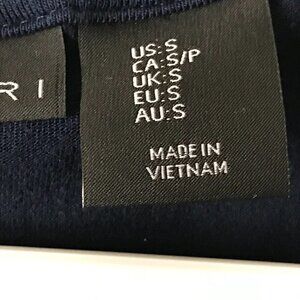 R I
US:S
CA:S/P
UK:S
EU:S
AU:S
MADE IN
VIETNAM